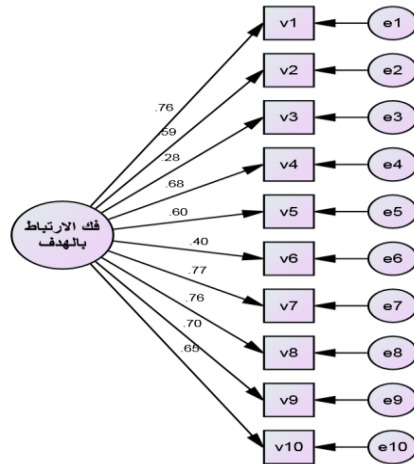 v1
e1
v2
e2
v3
e3
v4
e4
v5
e5
v6
e6
v7
e7
v8
e8
v9
e9
v10
e10
.76
.59
.28
.68
.60
.40
.77
.76
.70
.65
فك الارتباط
بالهدف